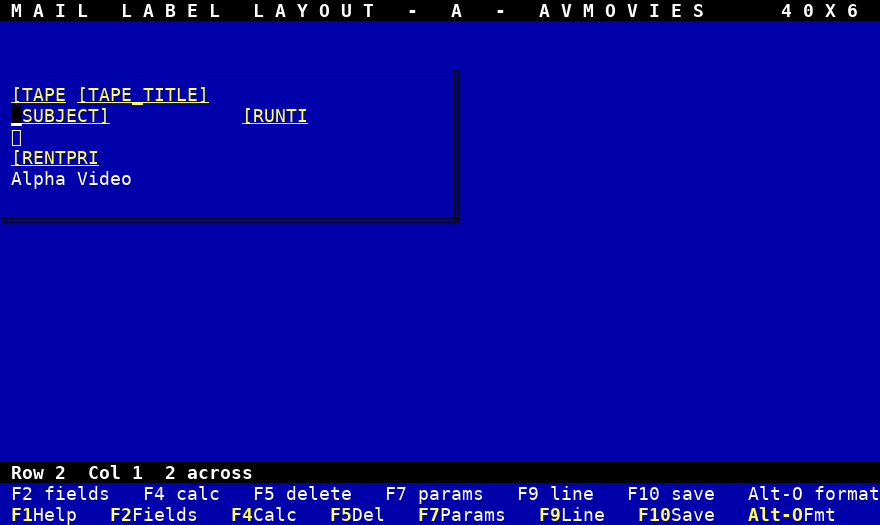 MAIL LABEL LAYOUT - A - AVMOVIES 40X6
[TAPE [TAPE_TITLE]
SUBJECT] [RUNTI
[RENTPRI
Alpha Video
Row 2 Col 1 2 across
F2 fields F4 calc F5 delete F7 params F9 line F10 save Alt-O format
F1Help F2Fields F4Calc F5Del F7Params F9Line F10Save Alt-OFmt